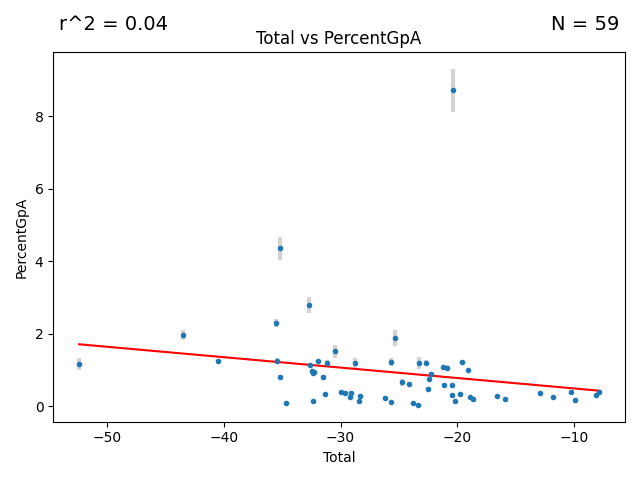 r^2 = 0.04
N = 59
Total vs PercentGpA
PercentGpA
8
6
4
2
0
−50
−40
−30
−20
−10
Total